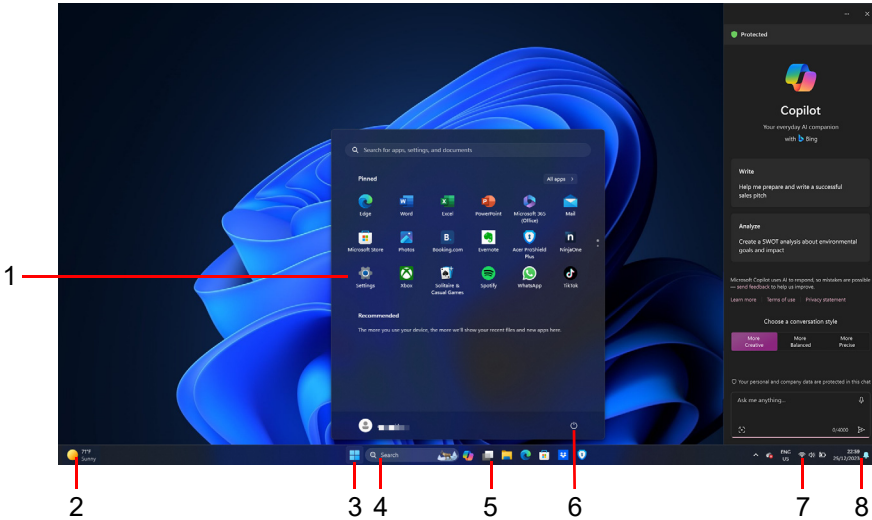 Protected
Copilot
Your everyday AI companion
with Bing
Write
Help me prepare and write a successful
sales pitch
Analyze
Create a SWOT analysis about environmental
goals and impact
Microsoft Copilot uses AI to respond, so mistakes are possible
— send feedback to help us improve.
Learn more Terms of use Privacy statement
Choose a conversation style
More Creative
More Balanced
More Precise
Your personal and company data are protected in this chat
Ask me anything...
0/4000
Search for apps, settings, and documents
Pinned
All apps >
Edge Word Excel PowerPoint Microsoft 365 (Office) Mail
Microsoft Store Photos Booking.com Evernote Acer ProShield Plus NinjaOne
Settings Xbox Solitaire & Casual Games Spotify WhatsApp TikTok
Recommended
The more you use your device, the more we'll show your recent files and new apps here.
71°F
Sunny
Search
ENG
US
22:59
1
2
3
4
5
6
7
8